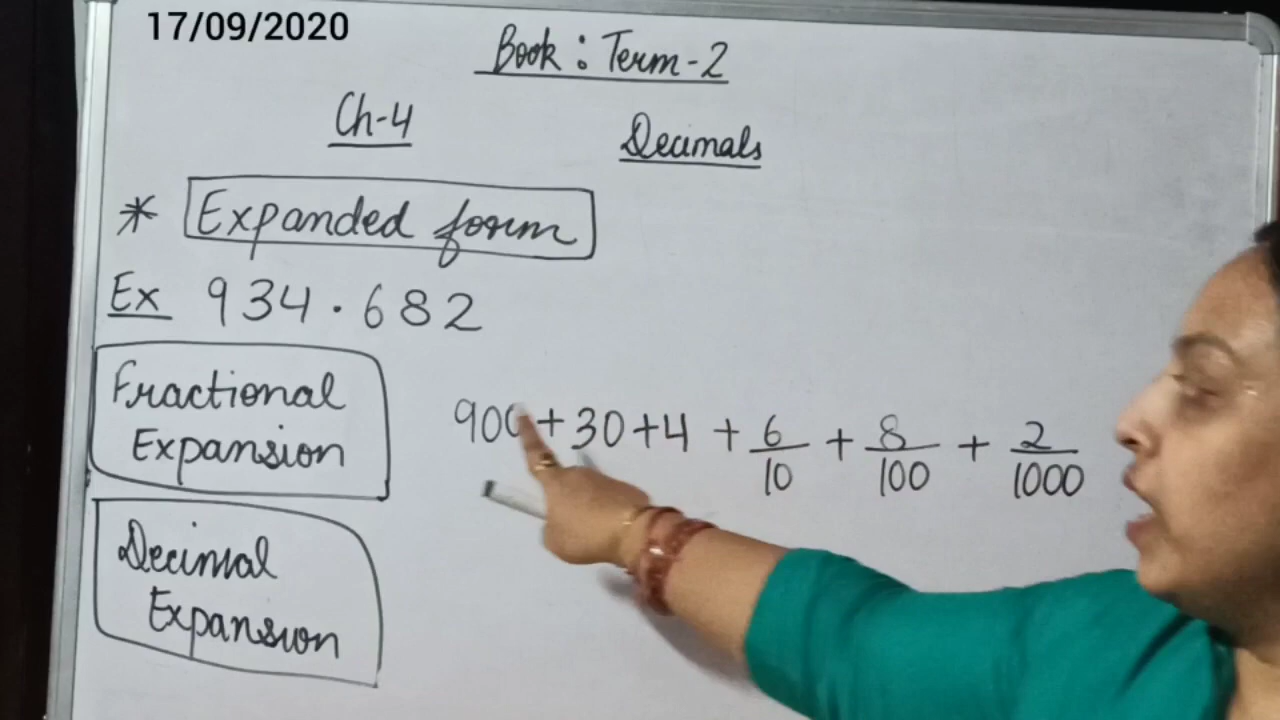 17/09/2020
Book : Term-2
Ch-4 Decimals
* Expanded form
Ex 934.682
Fractional
Expansion
900+30+4 + 6/10 + 8/100 + 2/1000
Decimal
Expansion